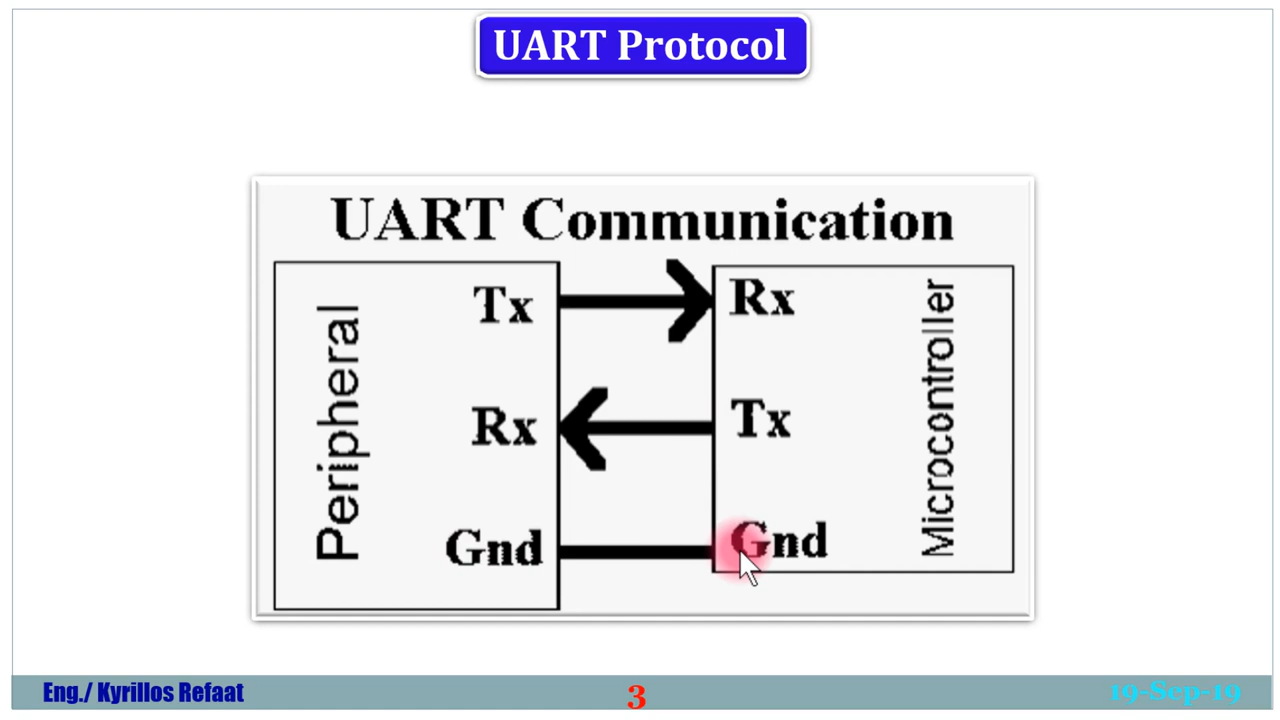 UART Protocol
UART Communication
Peripheral
Tx
Rx
Gnd
Rx
Tx
Gnd
Microcontroller
Eng./ Kyrillos Refaat
3
19-Sep-19